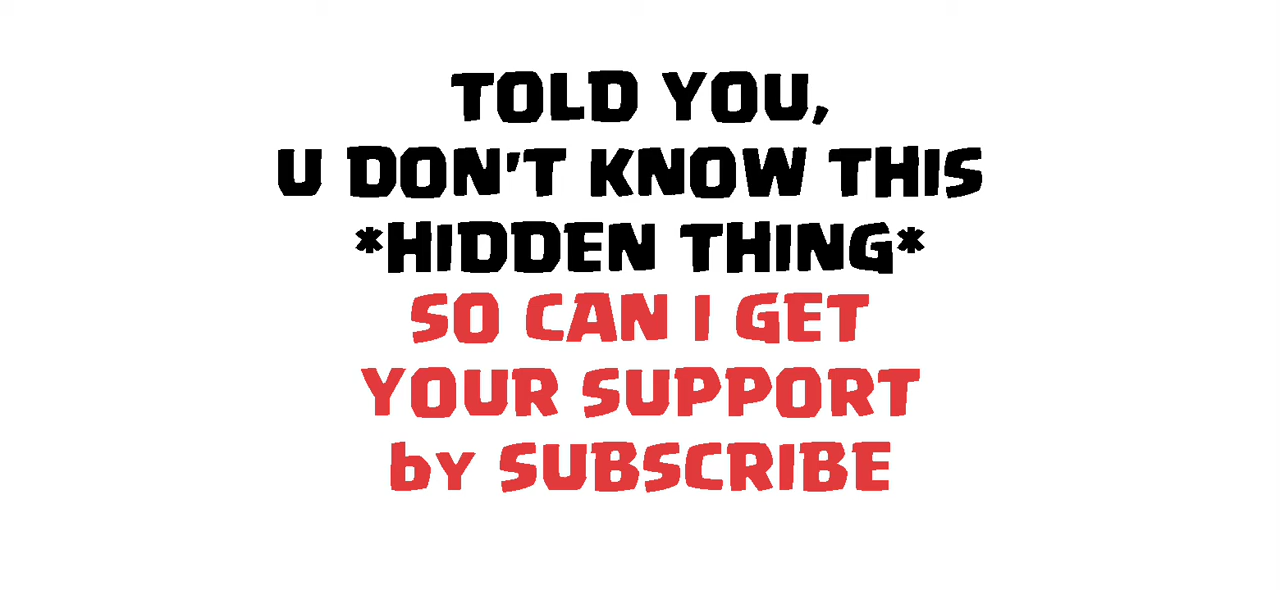 TOLD YOU,
U DON'T KNOW THIS
*HIDDEN THING*
SO CAN I GET
YOUR SUPPORT
by SUBSCRIBE